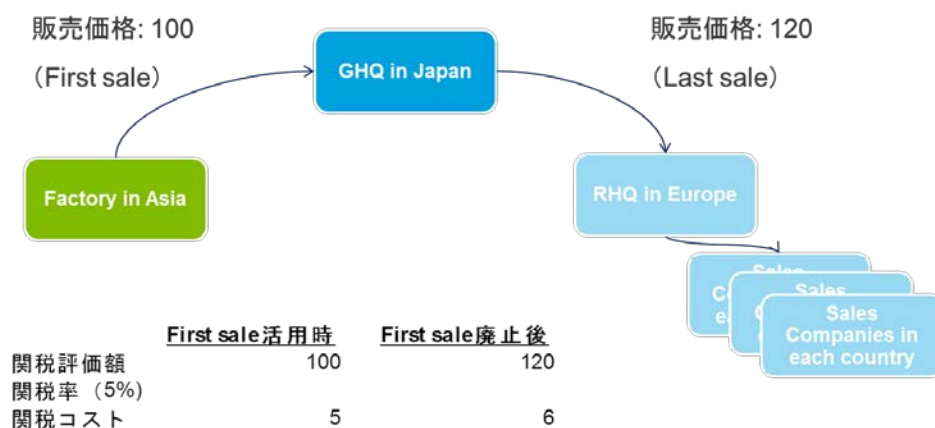 販売価格: 100
（First sale）
GHQ in Japan
販売価格: 120
（Last sale）
Factory in Asia
RHQ in Europe
Sales
Sales
Sales
Companies in
each country
First sale活用時 First sale廃止後
関税評価額 100 120
関税率（5%）
関税コスト 5 6